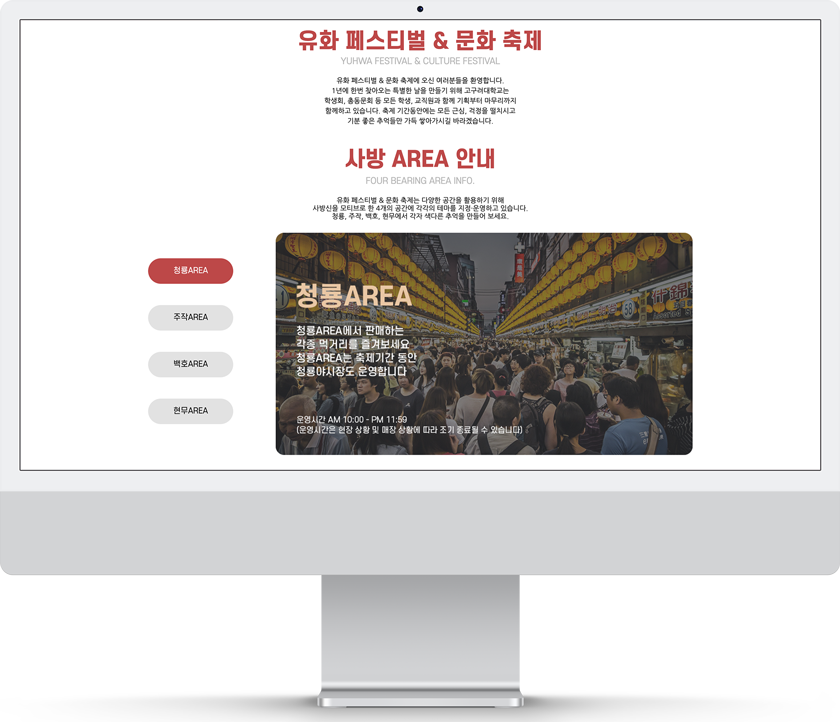 유화 페스티벌 & 문화 축제
YUHWA FESTIVAL & CULTURE FESTIVAL
유화 페스티벌 & 문화 축제에 오신 여러분들을 환영합니다.
1년에 한번 찾아오는 특별한 날을 만들기 위해 고구려대학교는
학생회, 총동문회 등 모든 학생, 교직원과 함께 기획부터 마무리까지
함께하고 있습니다. 축제 기간동안에는 모든 근심, 걱정을 떨치시고
기분 좋은 추억들만 가득 쌓아가시길 바라겠습니다.
사방 AREA 안내
FOUR BEARING AREA INFO.
유화 페스티벌 & 문화 축제는 다양한 공간을 활용하기 위해
사방신을 모티브로 한 4개의 공간에 각각의 테마를 지정·운영하고 있습니다.
청룡, 주작, 백호, 현무에서 각자 색다른 추억을 만들어 보세요.
청룡AREA
주작AREA
백호AREA
현무AREA
청룡AREA
청룡AREA에서 판매하는
각종 먹거리를 즐겨보세요
청룡AREA는 축제기간 동안
청룡야시장도 운영합니다
운영시간 AM 10:00 - PM 11:59
(운영시간은 현장 상황 및 매장 상황에 따라 조기 종료될 수 있습니다)